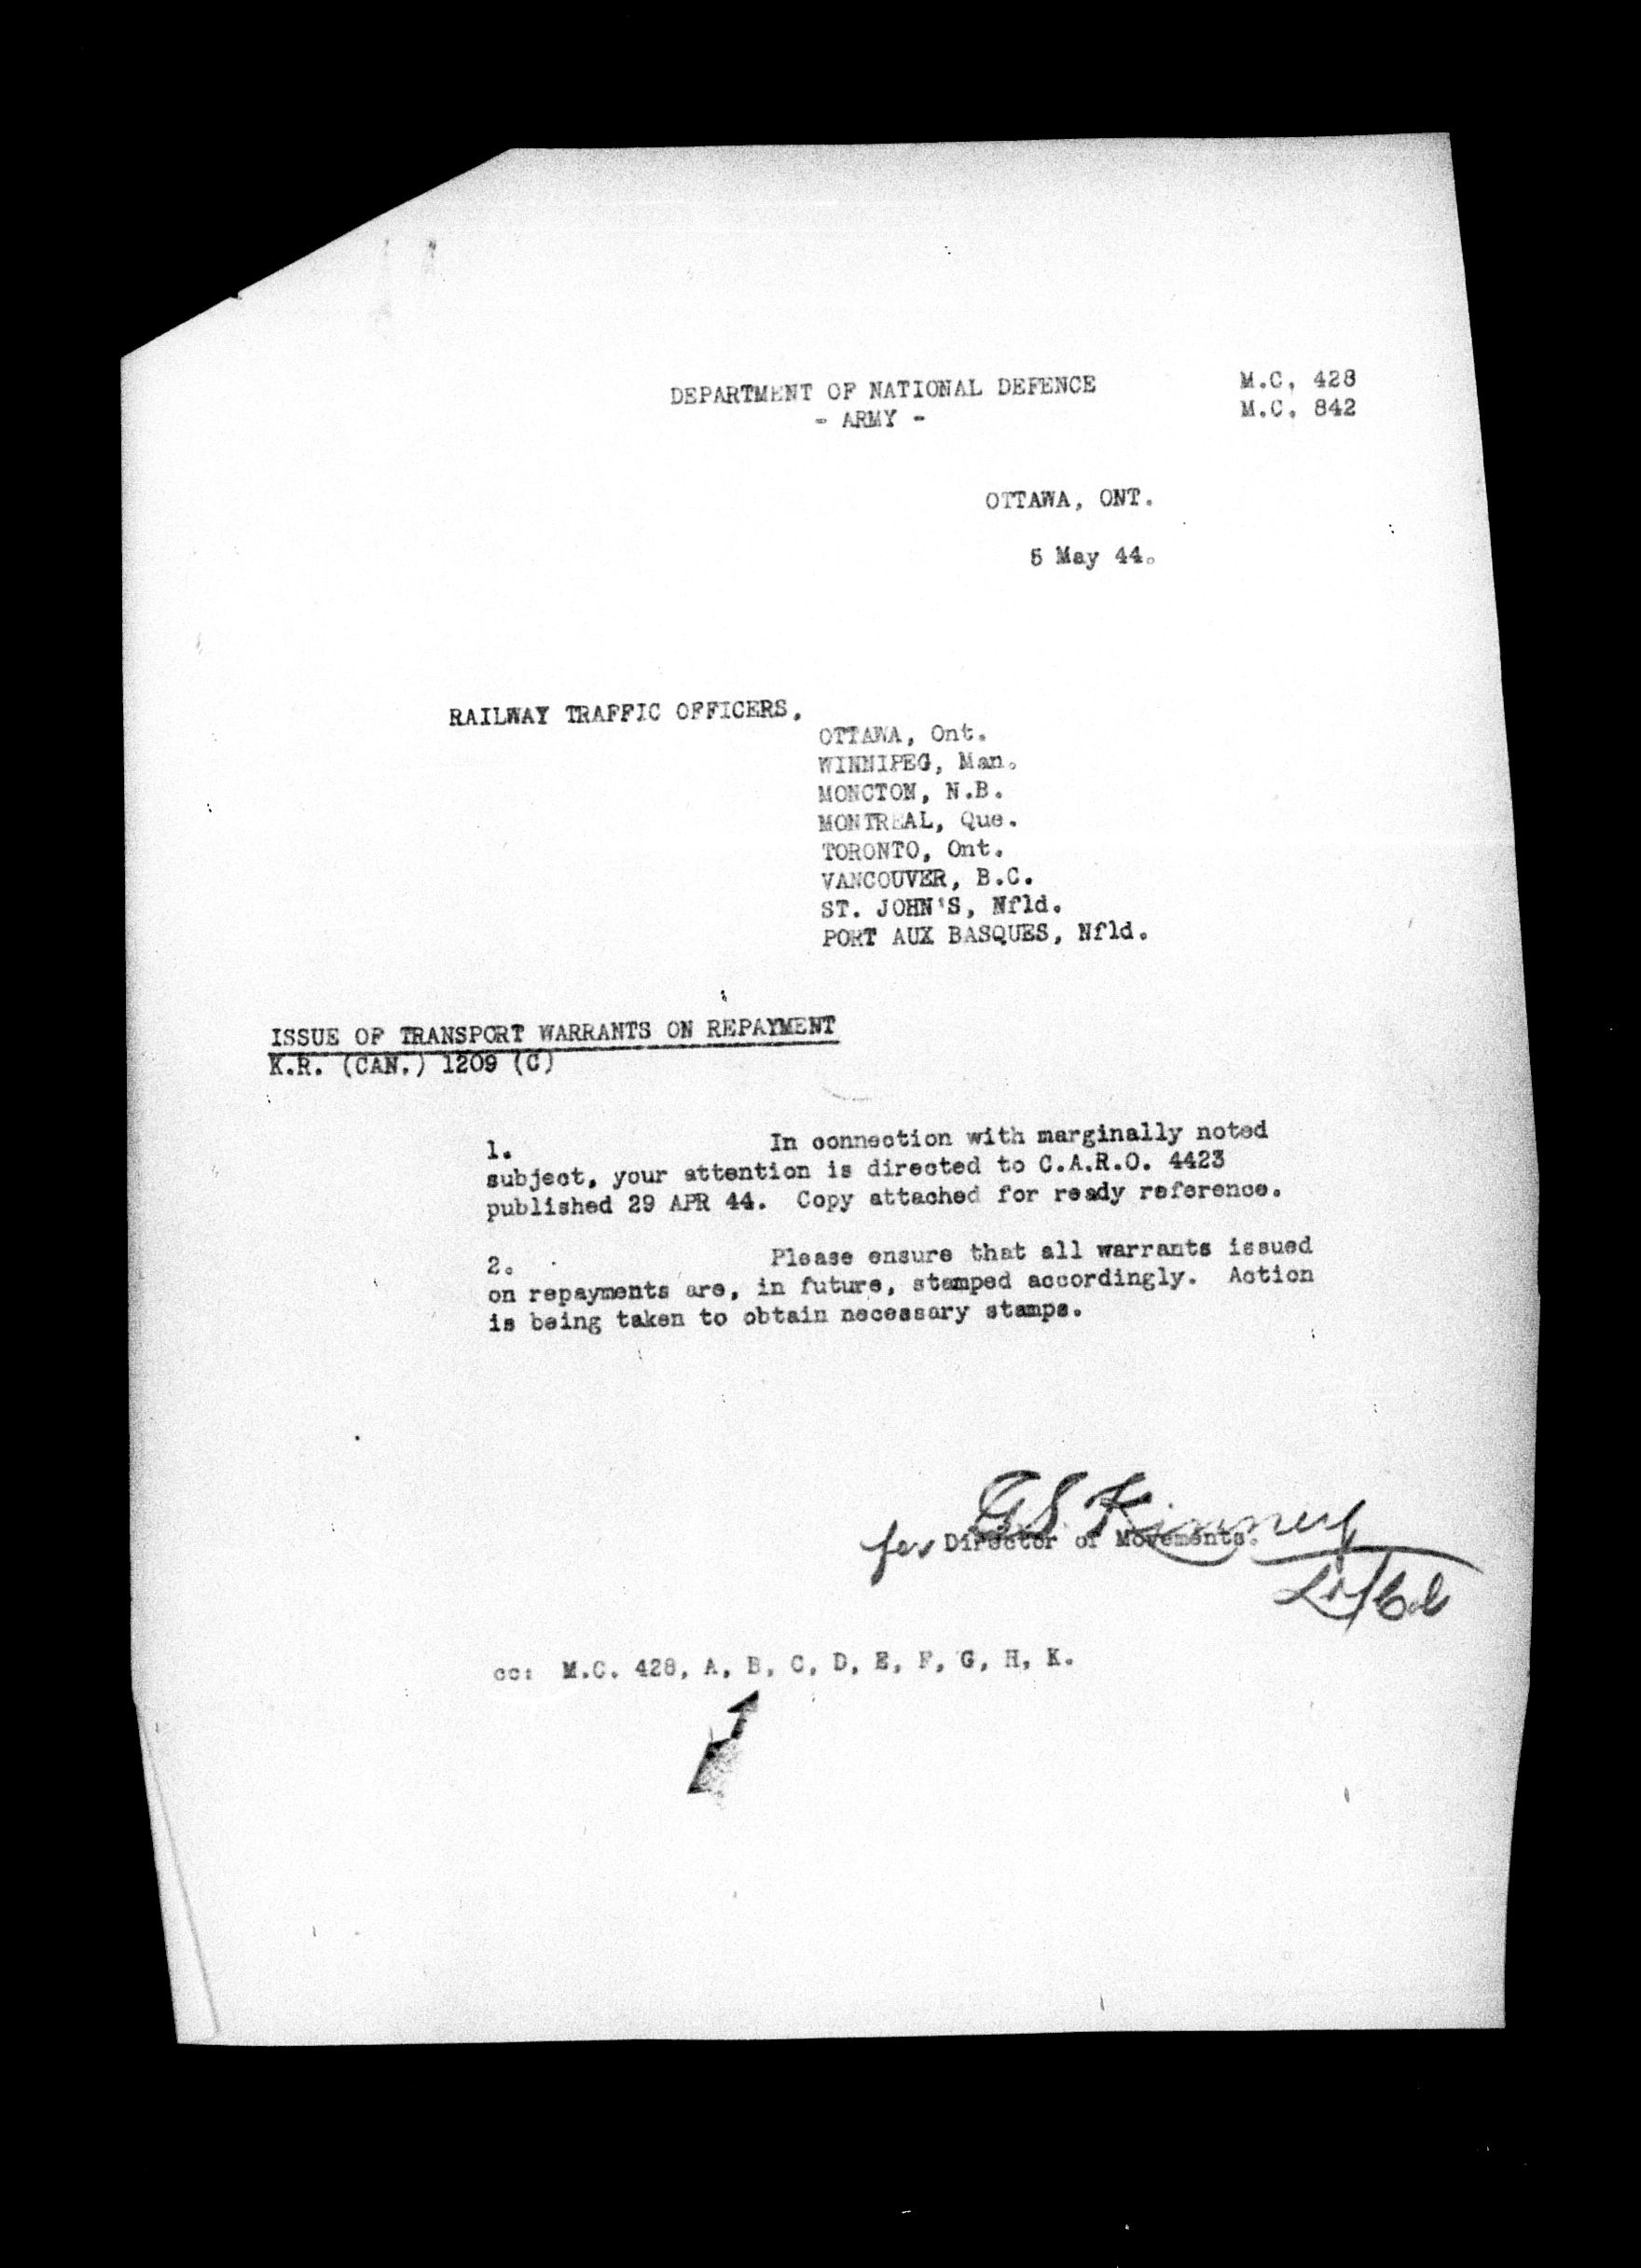 DEPARTMENT OF NATIONAL DEFENCE
- ARMY -
M.C. 428
M.C. 842
OTTAWA, ONT.
5 May 44.
RAILWAY TRAFFIC OFFICERS,
OTTAWA, Ont.
WINNIPEG, Man.
MONCTON, N.B.
MONTREAL, Que.
TORONTO, Ont.
VANCOUVER, B.C.
ST. JOHN'S, Nfld.
PORT AUX BASQUES, Nfld.
ISSUE OF TRANSPORT WARRANTS ON REPAYMENT
K.R. (CAN.) 1209 (C)
1. In connection with marginally noted
subject, your attention is directed to C.A.R.O. 4423
published 29 APR 44. Copy attached for ready reference.
2. Please ensure that all warrants issued
on repayments are, in future, stamped accordingly. Action
is being taken to obtain necessary stamps.
GS Kinney
for Director of Movements.
Lt/Col
cc: M.C. 428, A, B, C, D, E, F, G, H, K.